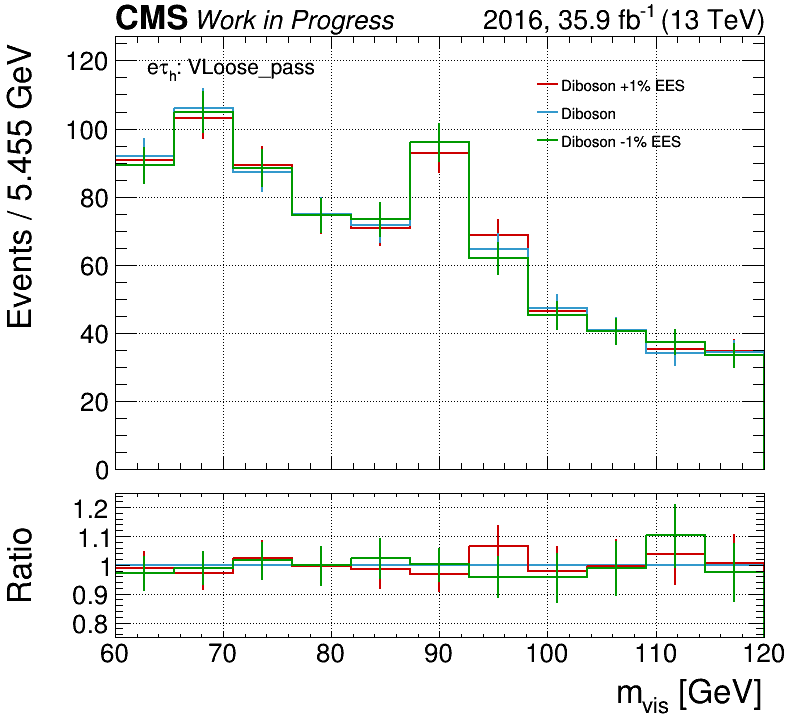 CMS Work in Progress 2016, 35.9 fb⁻¹ (13 TeV)
eτₕ: VLoose_pass
Diboson +1% EES
Diboson
Diboson -1% EES
Events / 5.455 GeV
120
100
80
60
40
20
0
Ratio
1.2
1.1
1
0.9
0.8
60 70 80 90 100 110 120
m_vis [GeV]